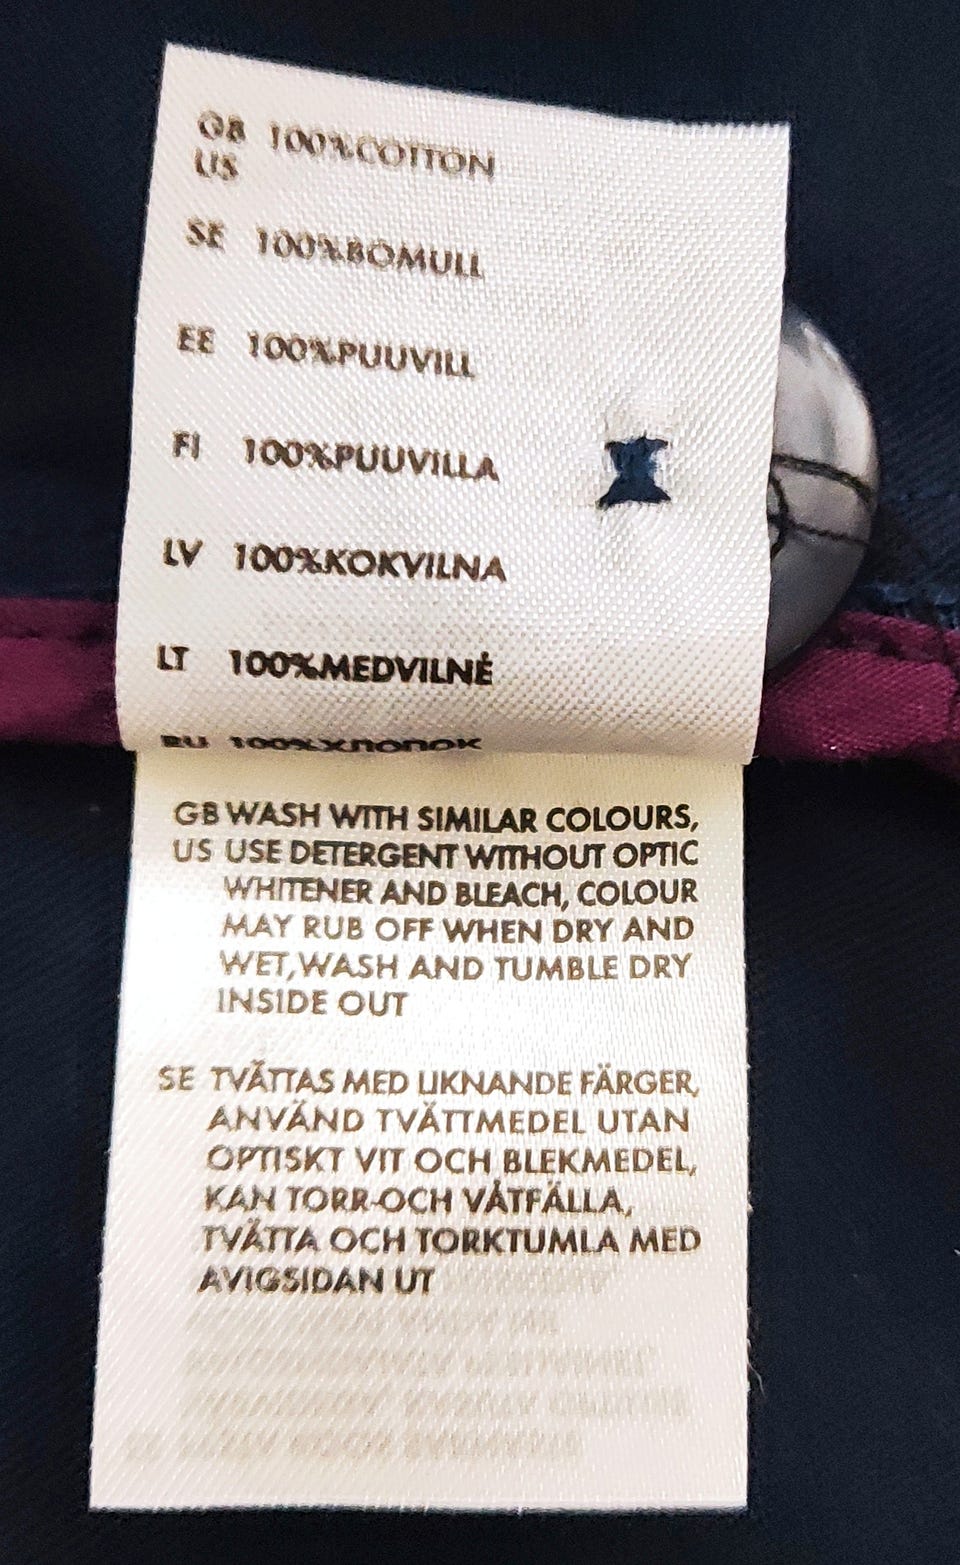 GB 100%COTTON
US
SE 100%BOMULL
EE 100%PUUVILL
FI 100%PUUVILLA
LV 100%KOKVILNA
LT 100%MEDVILNĖ
RU 100%ХЛОПОК
GB WASH WITH SIMILAR COLOURS,
US USE DETERGENT WITHOUT OPTIC
WHITENER AND BLEACH, COLOUR
MAY RUB OFF WHEN DRY AND
WET,WASH AND TUMBLE DRY
INSIDE OUT
SE TVÄTTAS MED LIKNANDE FÄRGER,
ANVÄND TVÄTTMEDEL UTAN
OPTISKT VIT OCH BLEKMEDEL,
KAN TORR-OCH VÅTFÄLLA,
TVÄTTA OCH TORKTUMLA MED
AVIGSIDAN UT